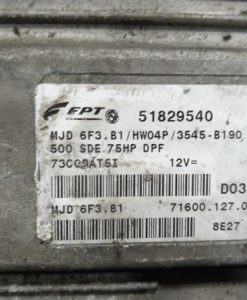 FPT 51829540
MJD 6F3.B1/HW04P/3545-B190
500 SDE 75HP DPF
12V=
D03
MJD 6F3.B1 71600.127.0
8E27